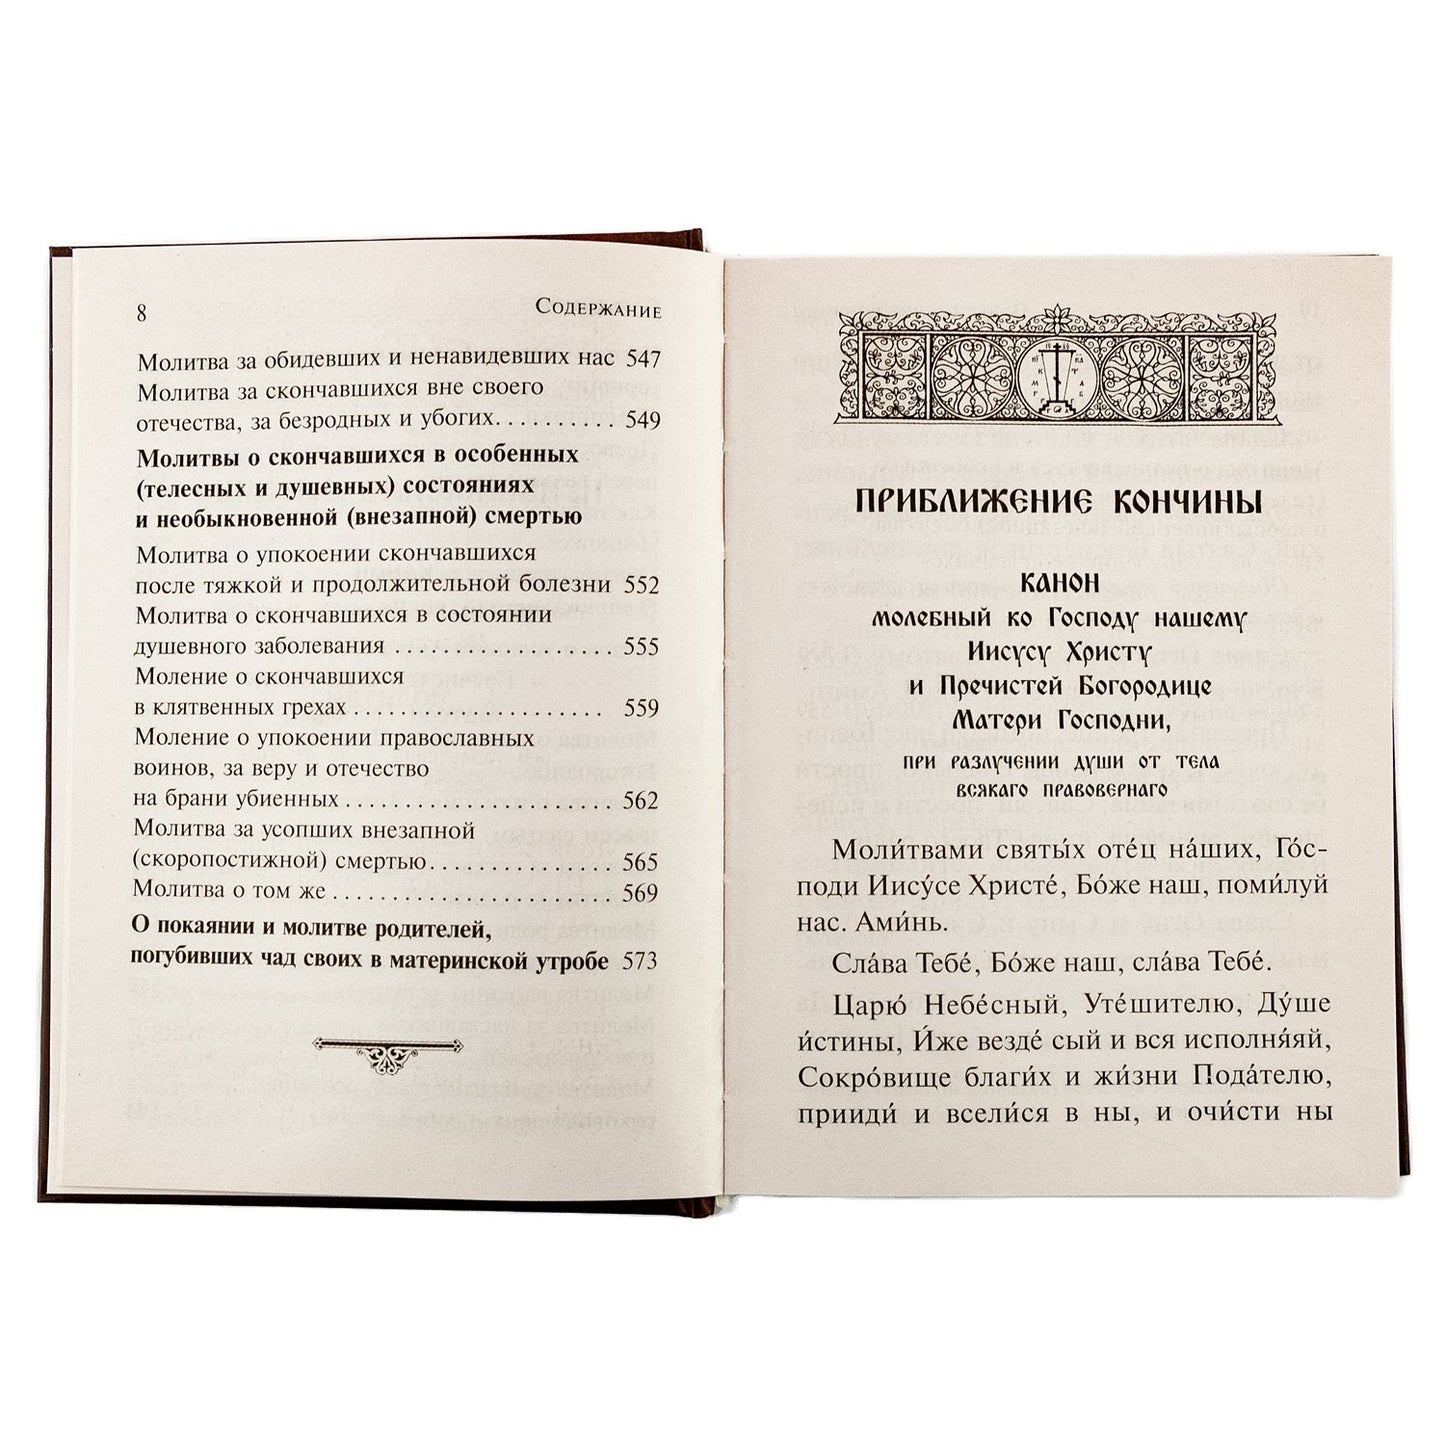 8 Содержание
Молитва за обидевших и ненавидевших нас 547
Молитва за скончавшихся вне своего
отечества, за безродных и убогих.......... 549
Молитвы о скончавшихся в особенных
(телесных и душевных) состояниях
и необыкновенной (внезапной) смертью
Молитва о упокоении скончавшихся
после тяжкой и продолжительной болезни 552
Молитва о скончавшихся в состоянии
душевного заболевания .................. 555
Моление о скончавшихся
в клятвенных грехах ..................... 559
Моление о упокоении православных
воинов, за веру и отечество
на брани убиенных ...................... 562
Молитва за усопших внезапной
(скоропостижной) смертью............... 565
Молитва о том же ....................... 569
О покаянии и молитве родителей,
погубивших чад своих в материнской утробе 573
ПРИБЛИЖЕНИЕ КОНЧИНЫ
КАНОН
молебный ко Господу нашему
Иисусу Христу
и Пречистей Богородице
Матери Господни,
при разлучении души от тела
всякаго правовернаго
Моли́твами святы́х оте́ц на́ших, Го́с-
поди Иису́се Христе́, Бо́же наш, поми́луй
нас. Ами́нь.
Сла́ва Тебе́, Бо́же наш, сла́ва Тебе́.
Царю́ Небе́сный, Уте́шителю, Ду́ше
и́стины, И́же везде́ сый и вся исполня́яй,
Сокро́вище благи́х и жи́зни Пода́телю,
прииди́ и всели́ся в ны, и очи́сти ны